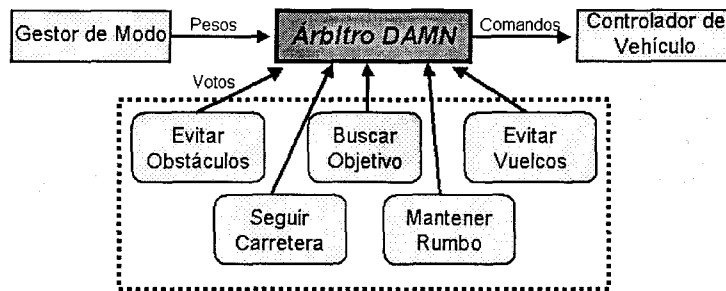 Gestor de Modo
Pesos
Árbitro DAMN
Comandos
Controlador de
Vehículo
Votos
Evitar
Obstáculos
Buscar
Objetivo
Evitar
Vuelcos
Seguir
Carretera
Mantener
Rumbo